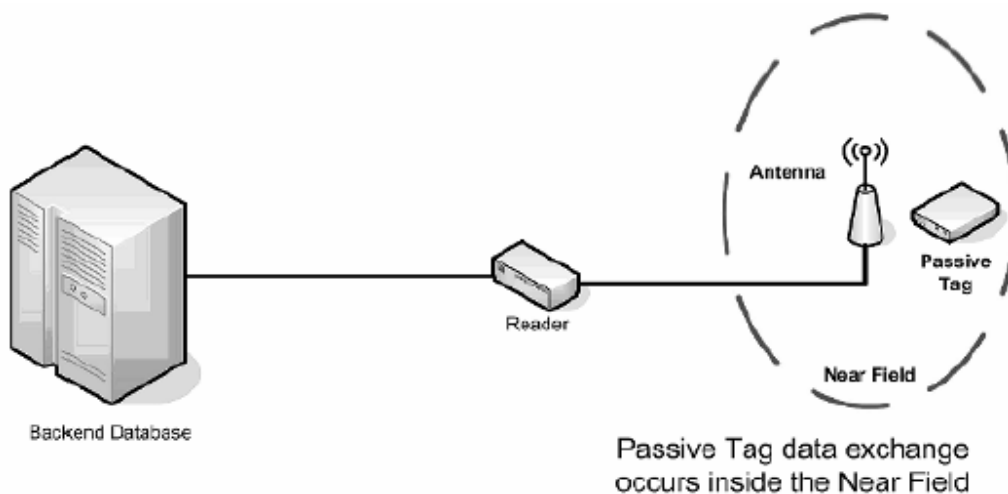 Antenna
Passive
Tag
Reader
Near Field
Backend Database
Passive Tag data exchange
occurs inside the Near Field